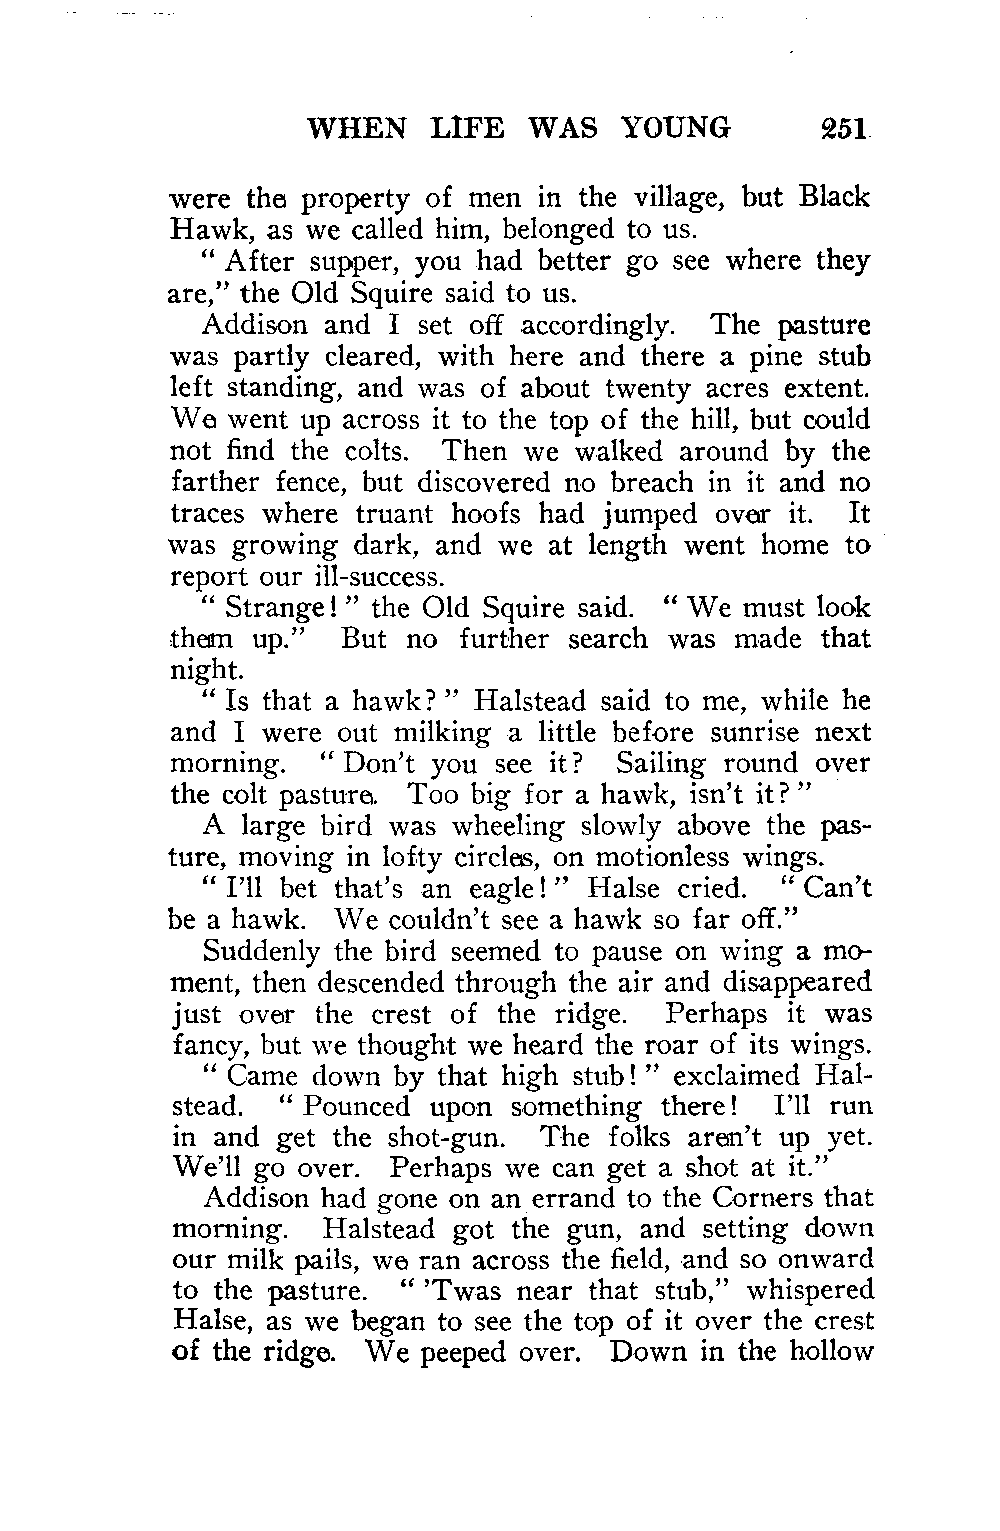 WHEN LIFE WAS YOUNG 251
were the property of men in the village, but Black
Hawk, as we called him, belonged to us.
“ After supper, you had better go see where they
are,” the Old Squire said to us.
Addison and I set off accordingly. The pasture
was partly cleared, with here and there a pine stub
left standing, and was of about twenty acres extent.
We went up across it to the top of the hill, but could
not find the colts. Then we walked around by the
farther fence, but discovered no breach in it and no
traces where truant hoofs had jumped over it. It
was growing dark, and we at length went home to
report our ill-success.
“ Strange! ” the Old Squire said. “ We must look
them up.” But no further search was made that
night.
“ Is that a hawk? ” Halstead said to me, while he
and I were out milking a little before sunrise next
morning. “ Don’t you see it? Sailing round over
the colt pasture. Too big for a hawk, isn’t it? ”
A large bird was wheeling slowly above the pas-
ture, moving in lofty circles, on motionless wings.
“ I’ll bet that’s an eagle! ” Halse cried. “ Can’t
be a hawk. We couldn’t see a hawk so far off.”
Suddenly the bird seemed to pause on wing a mo-
ment, then descended through the air and disappeared
just over the crest of the ridge. Perhaps it was
fancy, but we thought we heard the roar of its wings.
“ Came down by that high stub! ” exclaimed Hal-
stead. “ Pounced upon something there! I’ll run
in and get the shot-gun. The folks aren’t up yet.
We’ll go over. Perhaps we can get a shot at it.”
Addison had gone on an errand to the Corners that
morning. Halstead got the gun, and setting down
our milk pails, we ran across the field, and so onward
to the pasture. “ ’Twas near that stub,” whispered
Halse, as we began to see the top of it over the crest
of the ridge. We peeped over. Down in the hollow